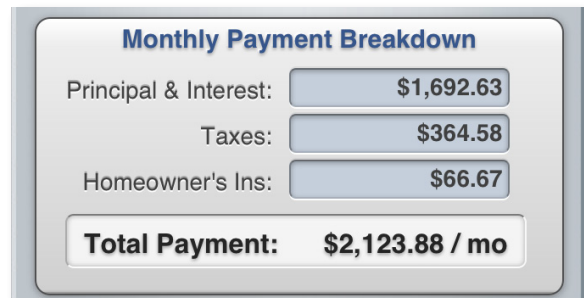 Monthly Payment Breakdown
Principal & Interest: $1,692.63
Taxes: $364.58
Homeowner's Ins: $66.67
Total Payment: $2,123.88 / mo